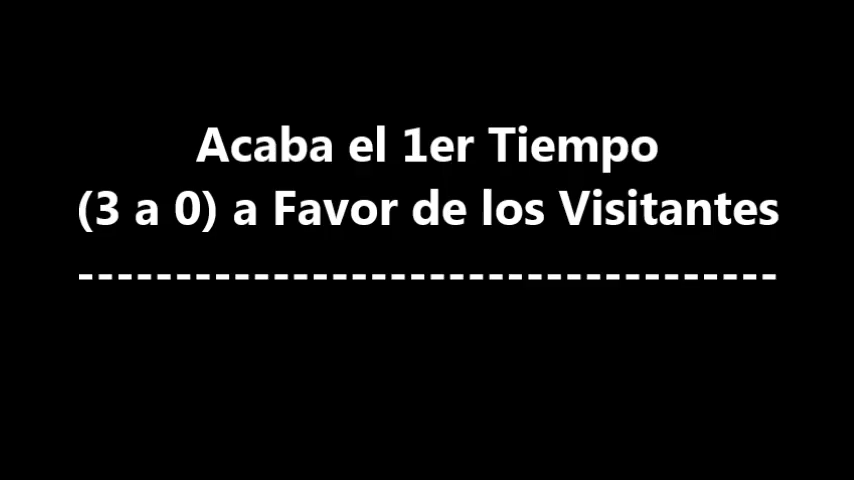 Acaba el 1er Tiempo
(3 a 0) a Favor de los Visitantes
------------------------------------